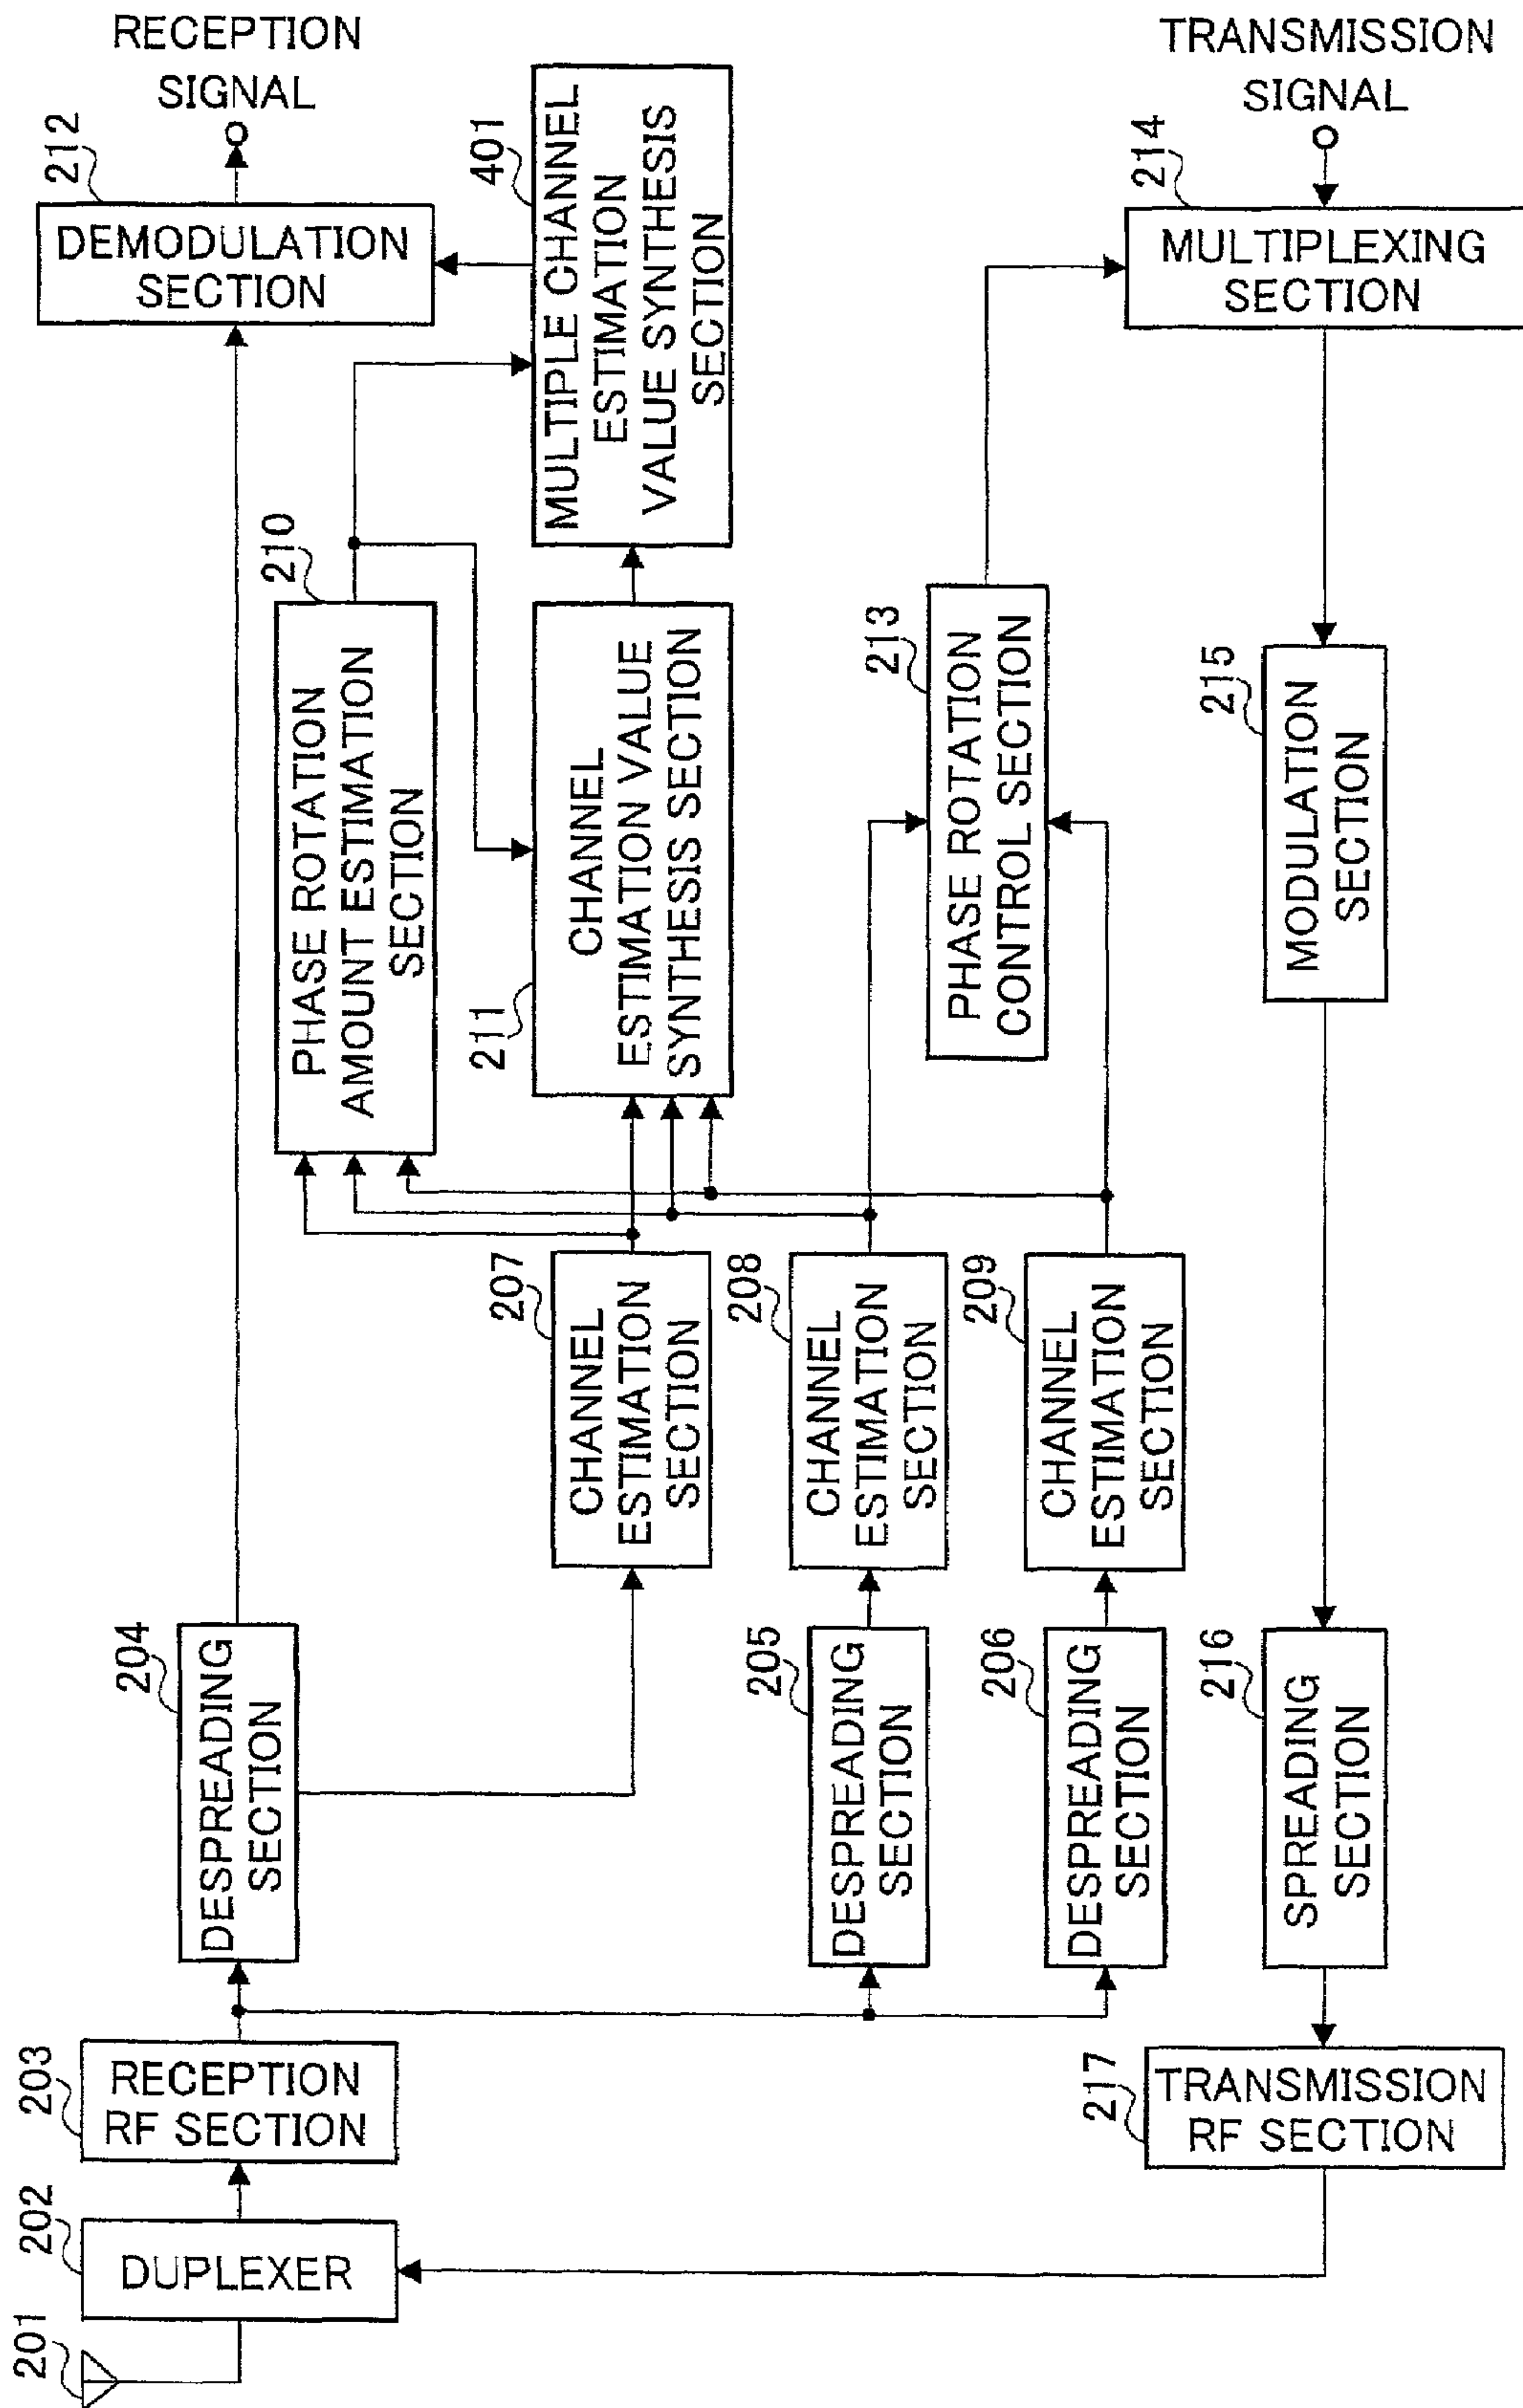 201
202
DUPLEXER
203
RECEPTION
RF SECTION
204
DESPREADING
SECTION
205
DESPREADING
SECTION
206
DESPREADING
SECTION
207
CHANNEL
ESTIMATION
SECTION
208
CHANNEL
ESTIMATION
SECTION
209
CHANNEL
ESTIMATION
SECTION
210
PHASE ROTATION
AMOUNT ESTIMATION
SECTION
211
CHANNEL
ESTIMATION VALUE
SYNTHESIS SECTION
401
MULTIPLE CHANNEL
ESTIMATION
VALUE SYNTHESIS
SECTION
212
DEMODULATION
SECTION
RECEPTION
SIGNAL
213
PHASE ROTATION
CONTROL SECTION
TRANSMISSION
SIGNAL
214
MULTIPLEXING
SECTION
215
MODULATION
SECTION
216
SPREADING
SECTION
217
TRANSMISSION
RF SECTION